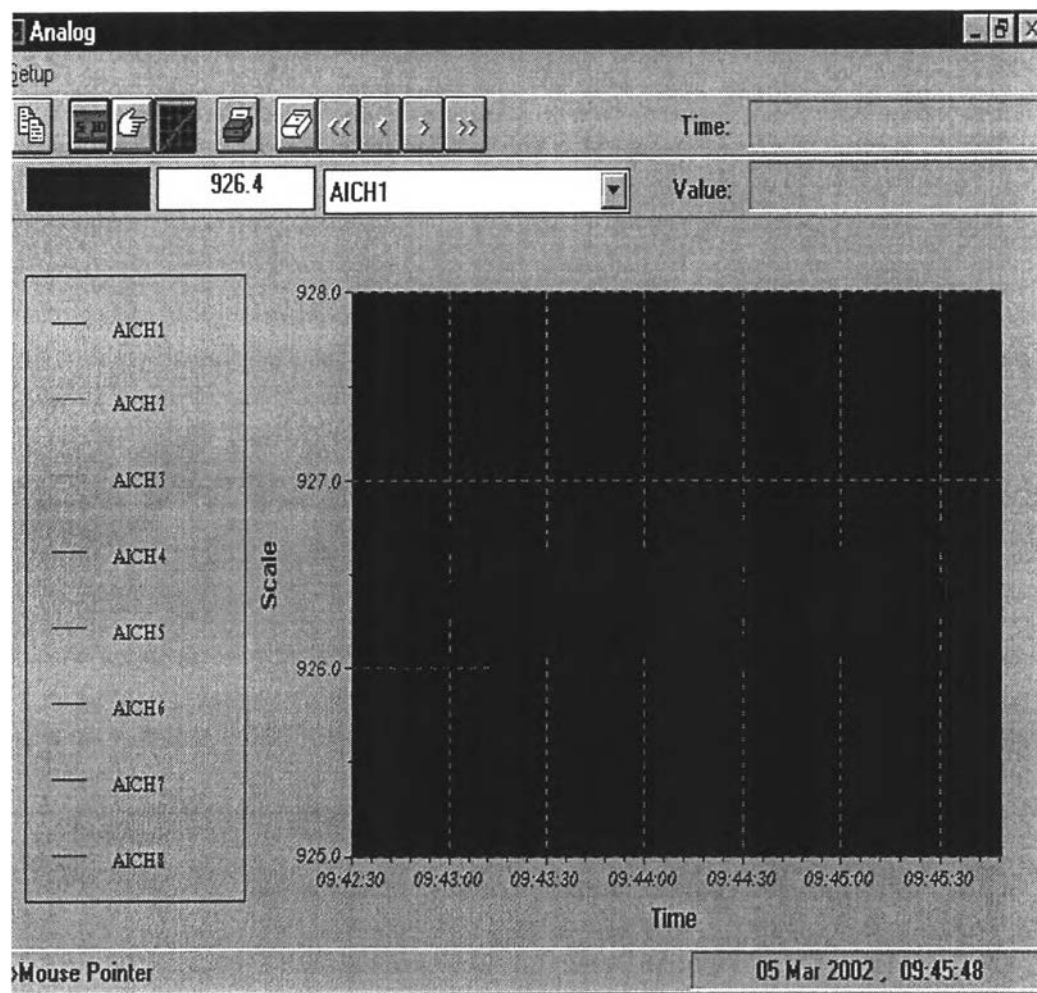 Analog
Setup
Time:
926.4
AICH1
Value:
AICH1
AICH2
AICH3
AICH4
AICH5
AICH6
AICH7
AICH8
Scale
928.0
927.0
926.0
925.0
09:42:30 09:43:00 09:43:30 09:44:00 09:44:30 09:45:00 09:45:30
Time
>Mouse Pointer
05 Mar 2002 , 09:45:48